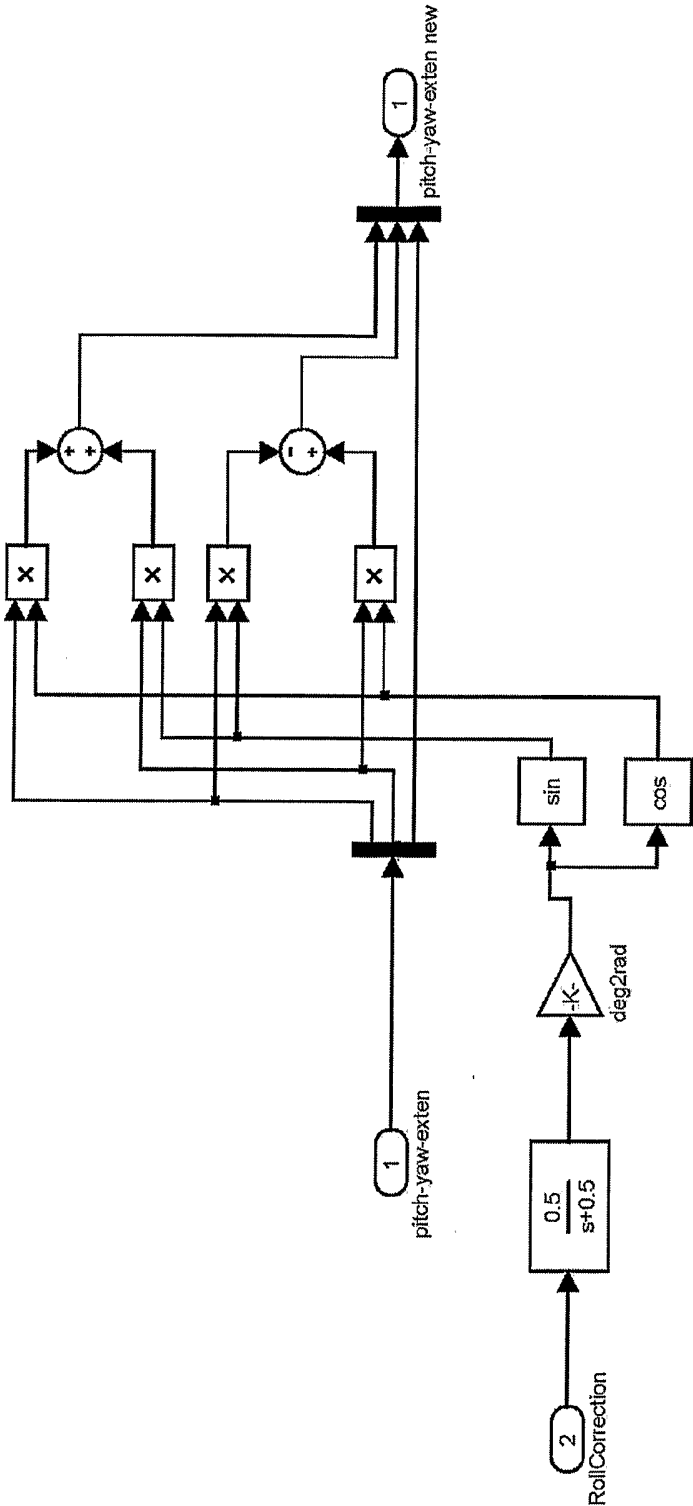 1
pitch-yaw-exten
2
RollCorrection
0.5
s+0.5
-K-
deg2rad
sin
cos
×
×
×
×
+ +
- +
1
pitch-yaw-exten new